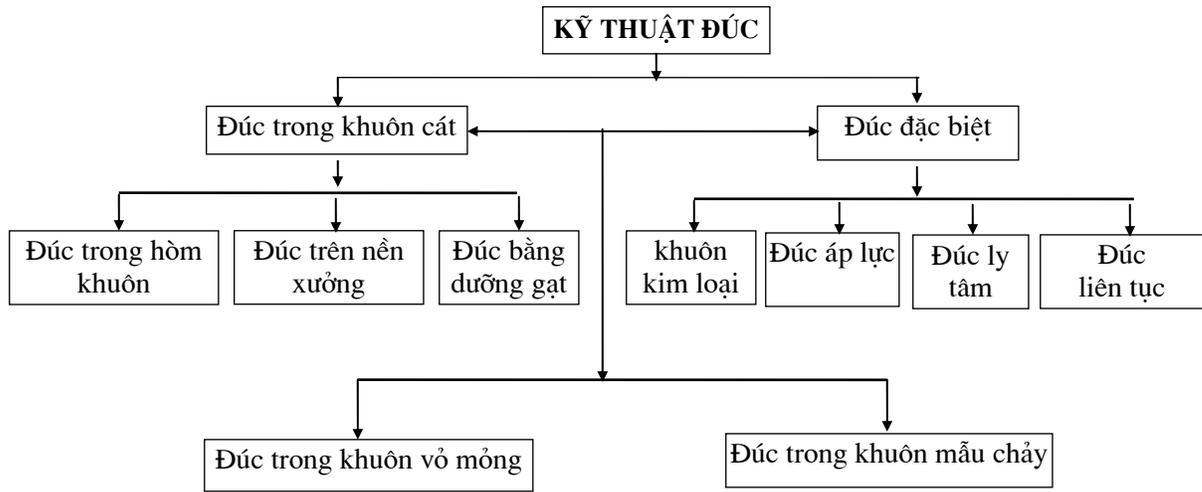 KỸ THUẬT ĐÚC
Đúc trong khuôn cát
Đúc đặc biệt
Đúc trong hòm
khuôn
Đúc trên nền
xưởng
Đúc bằng
dưỡng gạt
khuôn
kim loại
Đúc áp lực
Đúc ly
tâm
Đúc
liên tục
Đúc trong khuôn vỏ mỏng
Đúc trong khuôn mẫu chảy